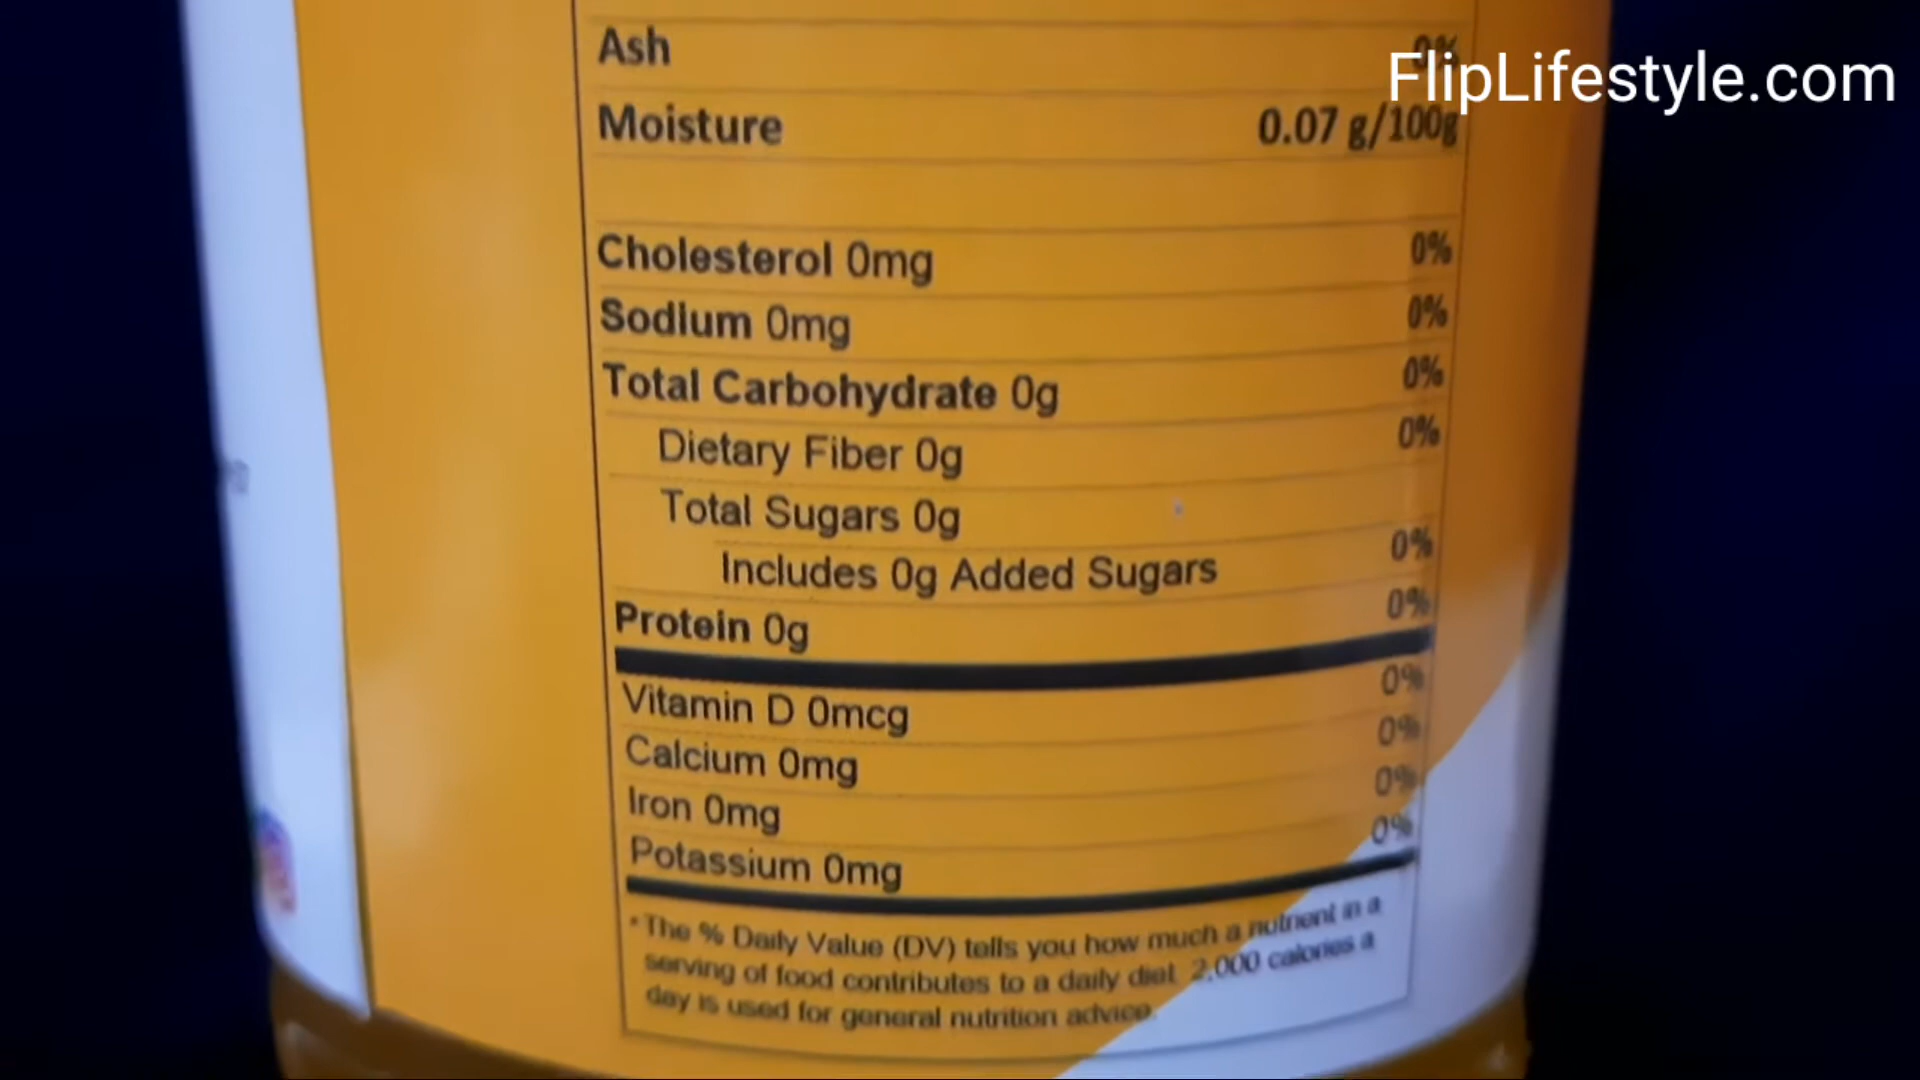 FlipLifestyle.com
Ash 0%
Moisture 0.07 g/100g
Cholesterol 0mg 0%
Sodium 0mg 0%
Total Carbohydrate 0g 0%
Dietary Fiber 0g 0%
Total Sugars 0g
Includes 0g Added Sugars 0%
Protein 0g 0%
Vitamin D 0mcg 0%
Calcium 0mg 0%
Iron 0mg 0%
Potassium 0mg 0%
* The % Daily Value (DV) tells you how much a nutrient in a
serving of food contributes to a daily diet. 2,000 calories a
day is used for general nutrition advice.